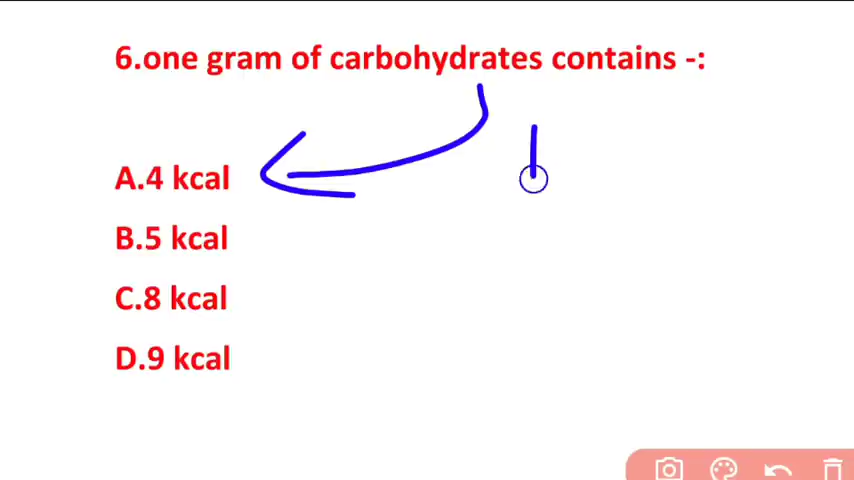 6.one gram of carbohydrates contains -:
A.4 kcal
B.5 kcal
C.8 kcal
D.9 kcal